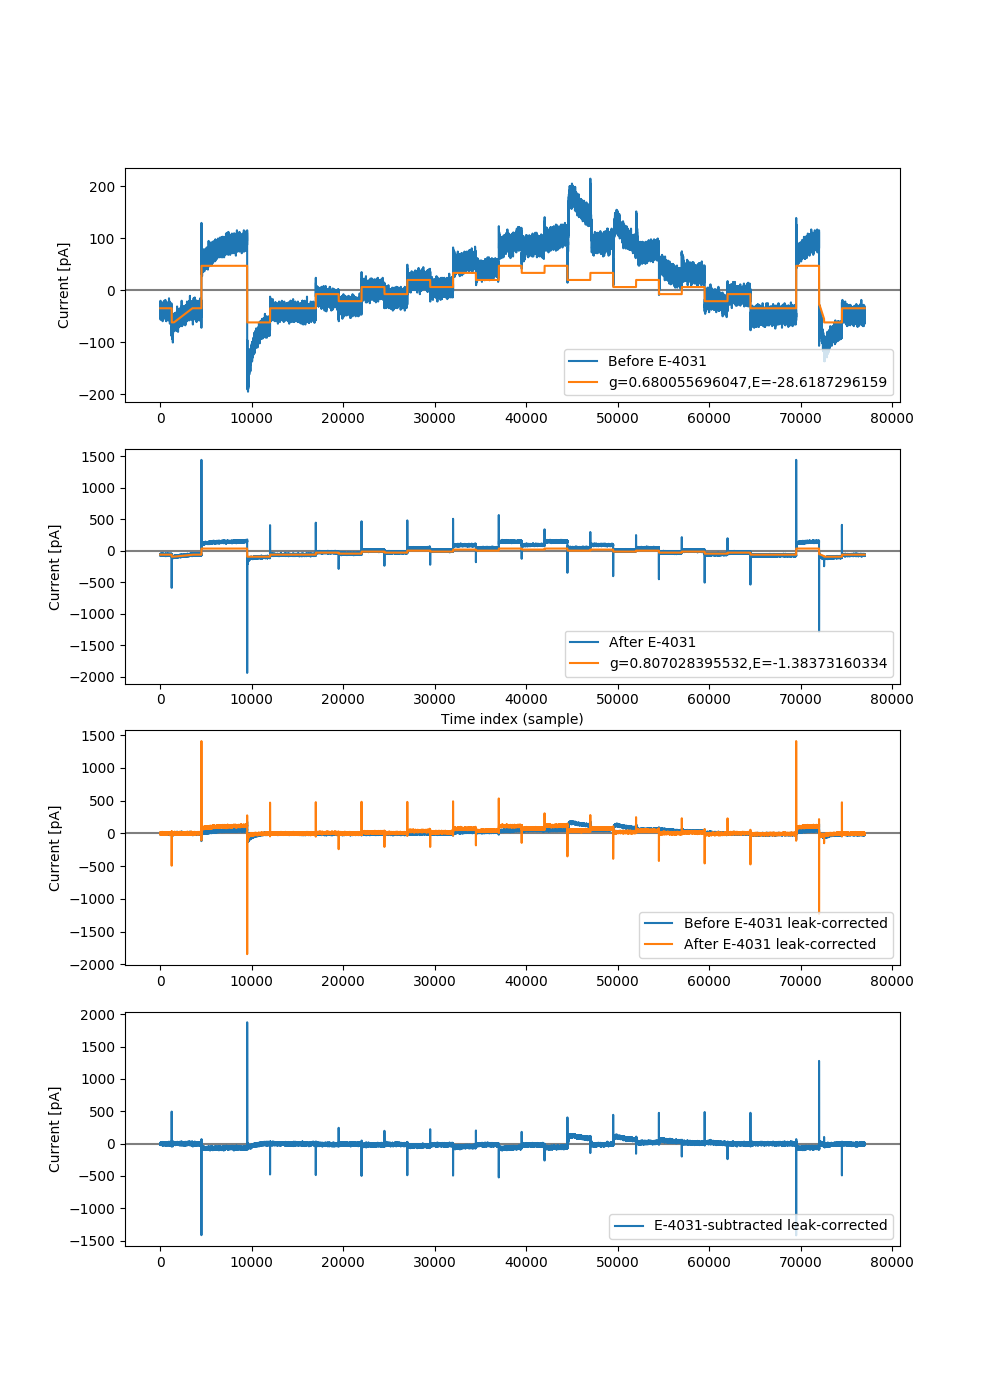 200
100
0
−100
−200
Current [pA]
Before E-4031
g=0.680055696047,E=-28.6187296159
0 10000 20000 30000 40000 50000 60000 70000 80000
1500
1000
500
0
−500
−1000
−1500
−2000
Current [pA]
After E-4031
g=0.807028395532,E=-1.38373160334
0 10000 20000 30000 40000 50000 60000 70000 80000
Time index (sample)
1500
1000
500
0
−500
−1000
−1500
−2000
Current [pA]
Before E-4031 leak-corrected
After E-4031 leak-corrected
0 10000 20000 30000 40000 50000 60000 70000 80000
2000
1500
1000
500
0
−500
−1000
−1500
Current [pA]
E-4031-subtracted leak-corrected
0 10000 20000 30000 40000 50000 60000 70000 80000